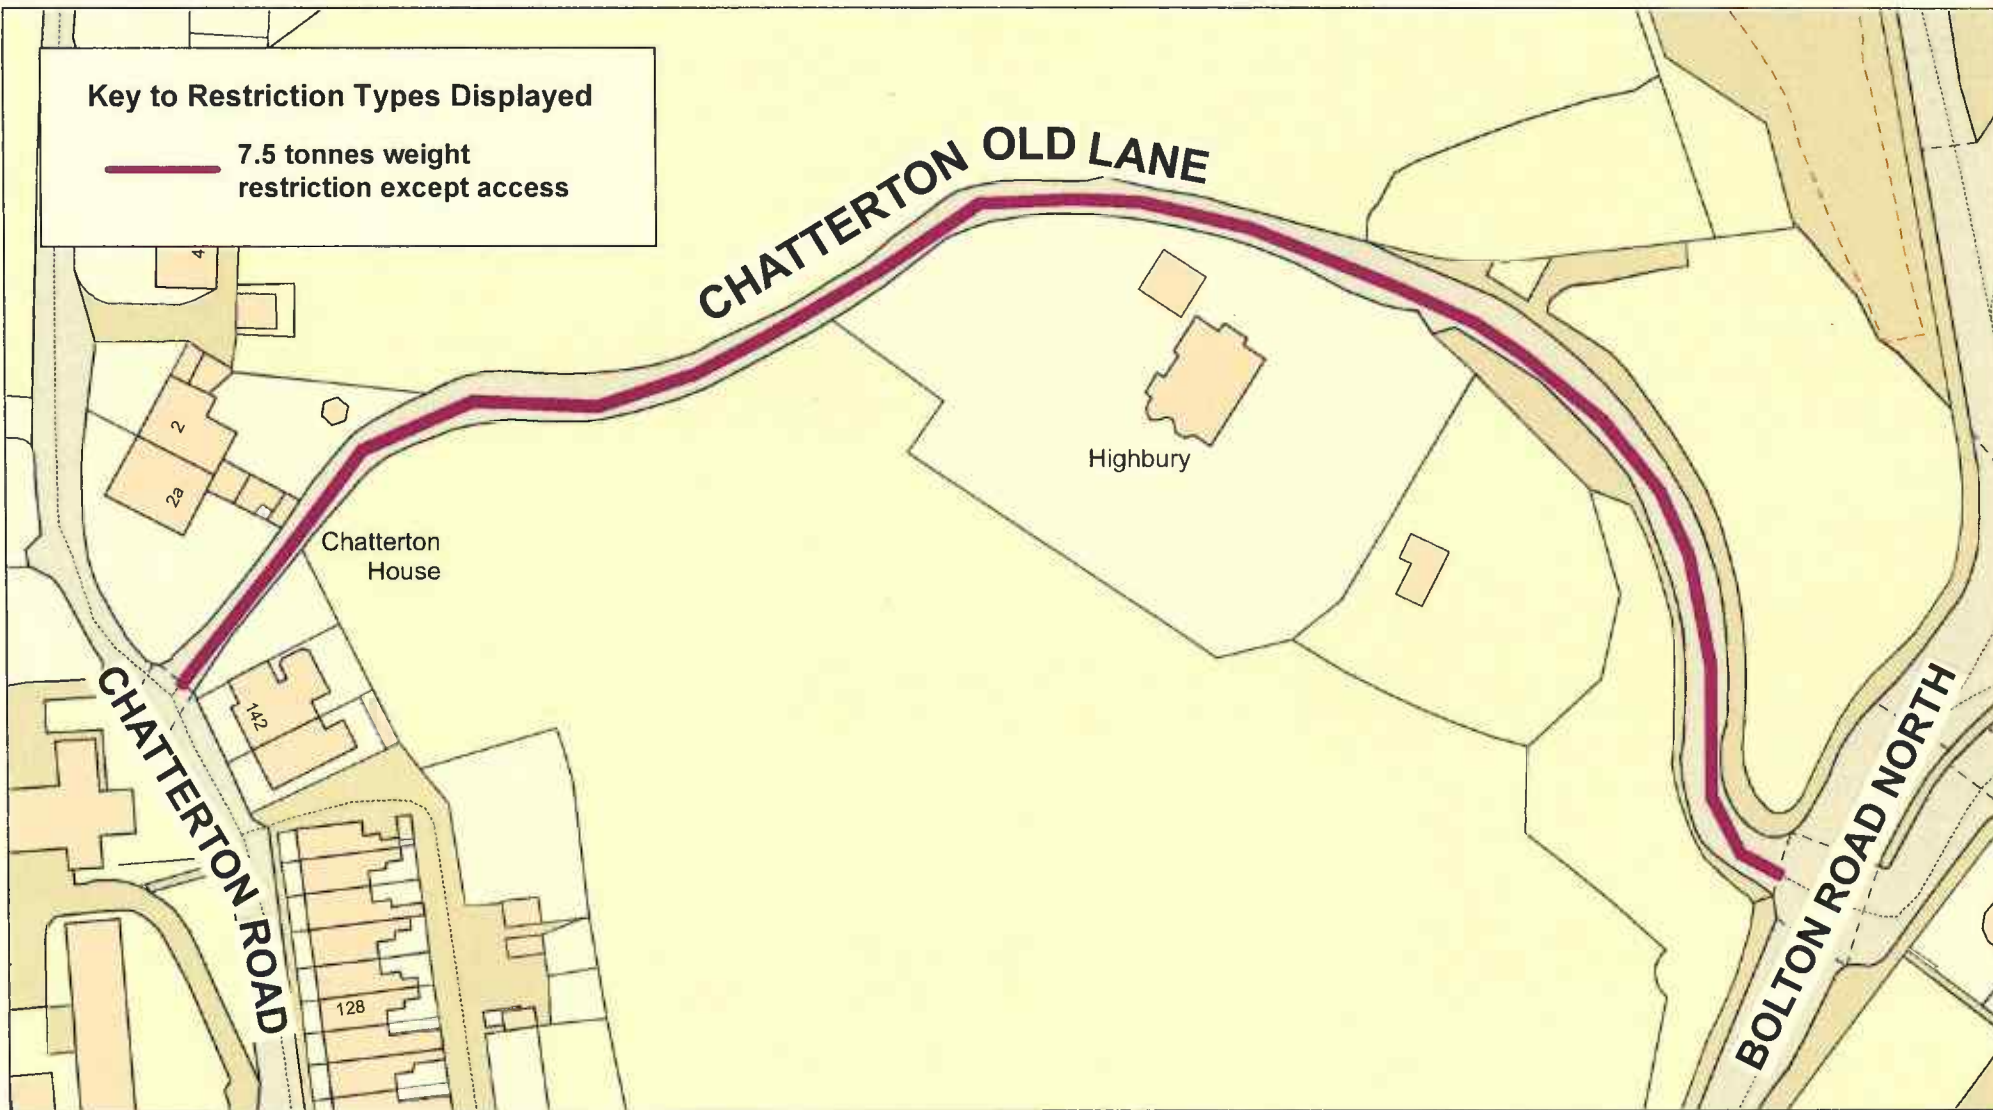 Key to Restriction Types Displayed
7.5 tonnes weight
restriction except access
CHATTERTON OLD LANE
4
2
2a
Highbury
Chatterton
House
142
CHATTERTON ROAD
128
BOLTON ROAD NORTH